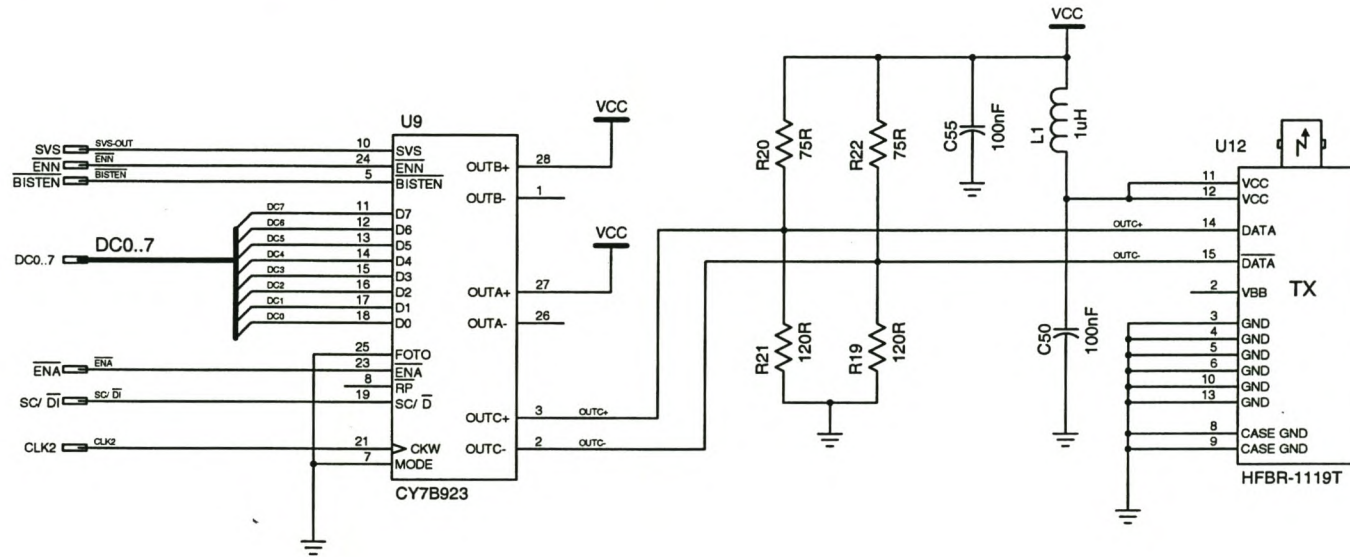 VCC
U9
VCC
R20
75R
R22
75R
C55
100nF
L1
1uH
U12
SVS
SVS-OUT
10
SVS
ENN
ENN
24
ENN
BISTEN
BISTEN
5
BISTEN
OUTB+
28
OUTB-
1
11
VCC
12
VCC
DC7
11
D7
DC6
12
D6
DC5
13
D5
DC4
14
D4
DC3
15
D3
DC2
16
D2
DC1
17
D1
DC0
18
D0
DC0..7
DC0..7
VCC
OUTA+
27
OUTA-
26
OUTC+
14
DATA
OUTC-
15
DATA
2
VBB
TX
R21
120R
R19
120R
C50
100nF
3
GND
4
GND
5
GND
6
GND
10
GND
13
GND
8
CASE GND
9
CASE GND
HFBR-1119T
25
FOTO
ENA
ENA
23
ENA
8
RP
SC/ DI
SC/ DI
19
SC/ D
OUTC+
3
OUTC+
CLK2
CLK2
21
CKW
OUTC-
2
OUTC-
7
MODE
CY7B923